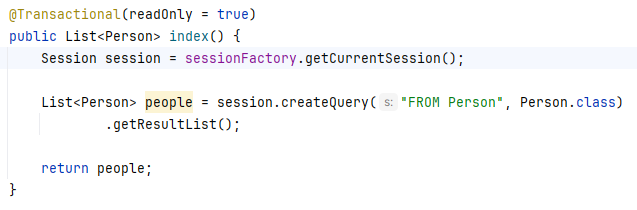 @Transactional(readOnly = true)
public List<Person> index() {
    Session session = sessionFactory.getCurrentSession();

    List<Person> people = session.createQuery( s: "FROM Person", Person.class)
            .getResultList();

    return people;
}